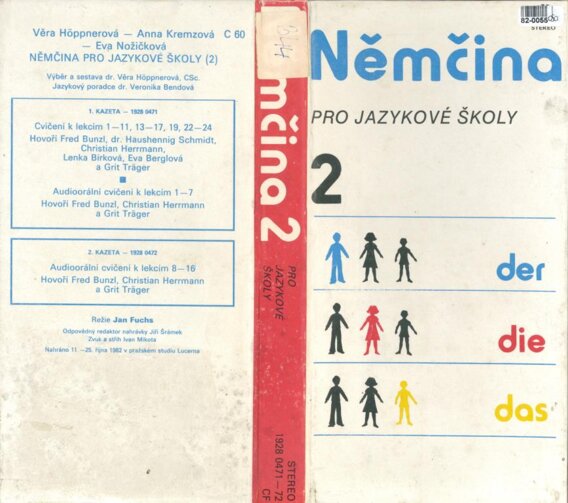 Věra Höppnerová — Anna Kremzová C 60
— Eva Nožičková
NĚMČINA PRO JAZYKOVÉ ŠKOLY (2)
Výběr a sestava dr. Věra Höppnerová, CSc.
Jazykový poradce dr. Veronika Bendová
1. KAZETA — 1928 0471
Cvičení k lekcím 1—11, 13—17, 19, 22—24
Hovoří Fred Bunzl, dr. Haushennig Schmidt,
Christian Herrmann,
Lenka Bírková, Eva Berglová
a Grit Träger
Audioorální cvičení k lekcím 1—7
Hovoří Fred Bunzl, Christian Herrmann
a Grit Träger
2. KAZETA — 1928 0472
Audioorální cvičení k lekcím 8—16
Hovoří Fred Bunzl, Christian Herrmann
a Grit Träger
Režie Jan Fuchs
Odpovědný redaktor nahrávky Jiří Šrámek
Zvuk a střih Ivan Mikota
Nahráno 11.—25. října 1982 v pražském studiu Lucerna
mčina 2
PRO
JAZYKOVÉ
ŠKOLY
STEREO
1928 0471—72
STEREO
Němčina
PRO JAZYKOVÉ ŠKOLY
2
der
die
das